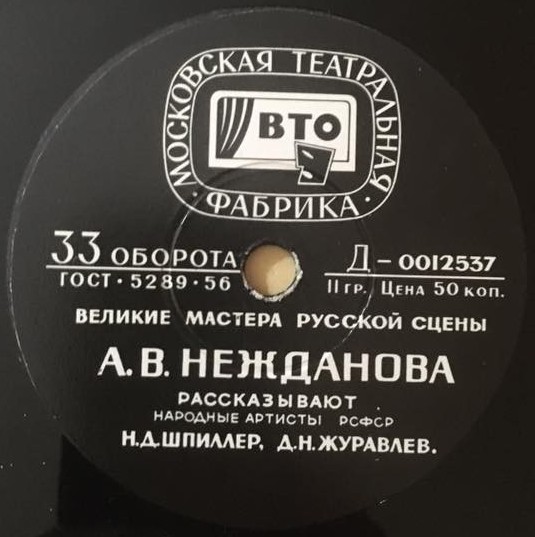 МОСКОВСКАЯ ТЕАТРАЛЬНАЯ
· ФАБРИКА ·
ВТО
33 ОБОРОТА
ГОСТ · 5289 · 56
Д – 0012537
II ГР. ЦЕНА 50 КОП.
ВЕЛИКИЕ МАСТЕРА РУССКОЙ СЦЕНЫ
А. В. НЕЖДАНОВА
РАССКАЗЫВАЮТ
НАРОДНЫЕ АРТИСТЫ РСФСР
Н.Д.ШПИЛЛЕР, Д.Н.ЖУРАВЛЕВ.